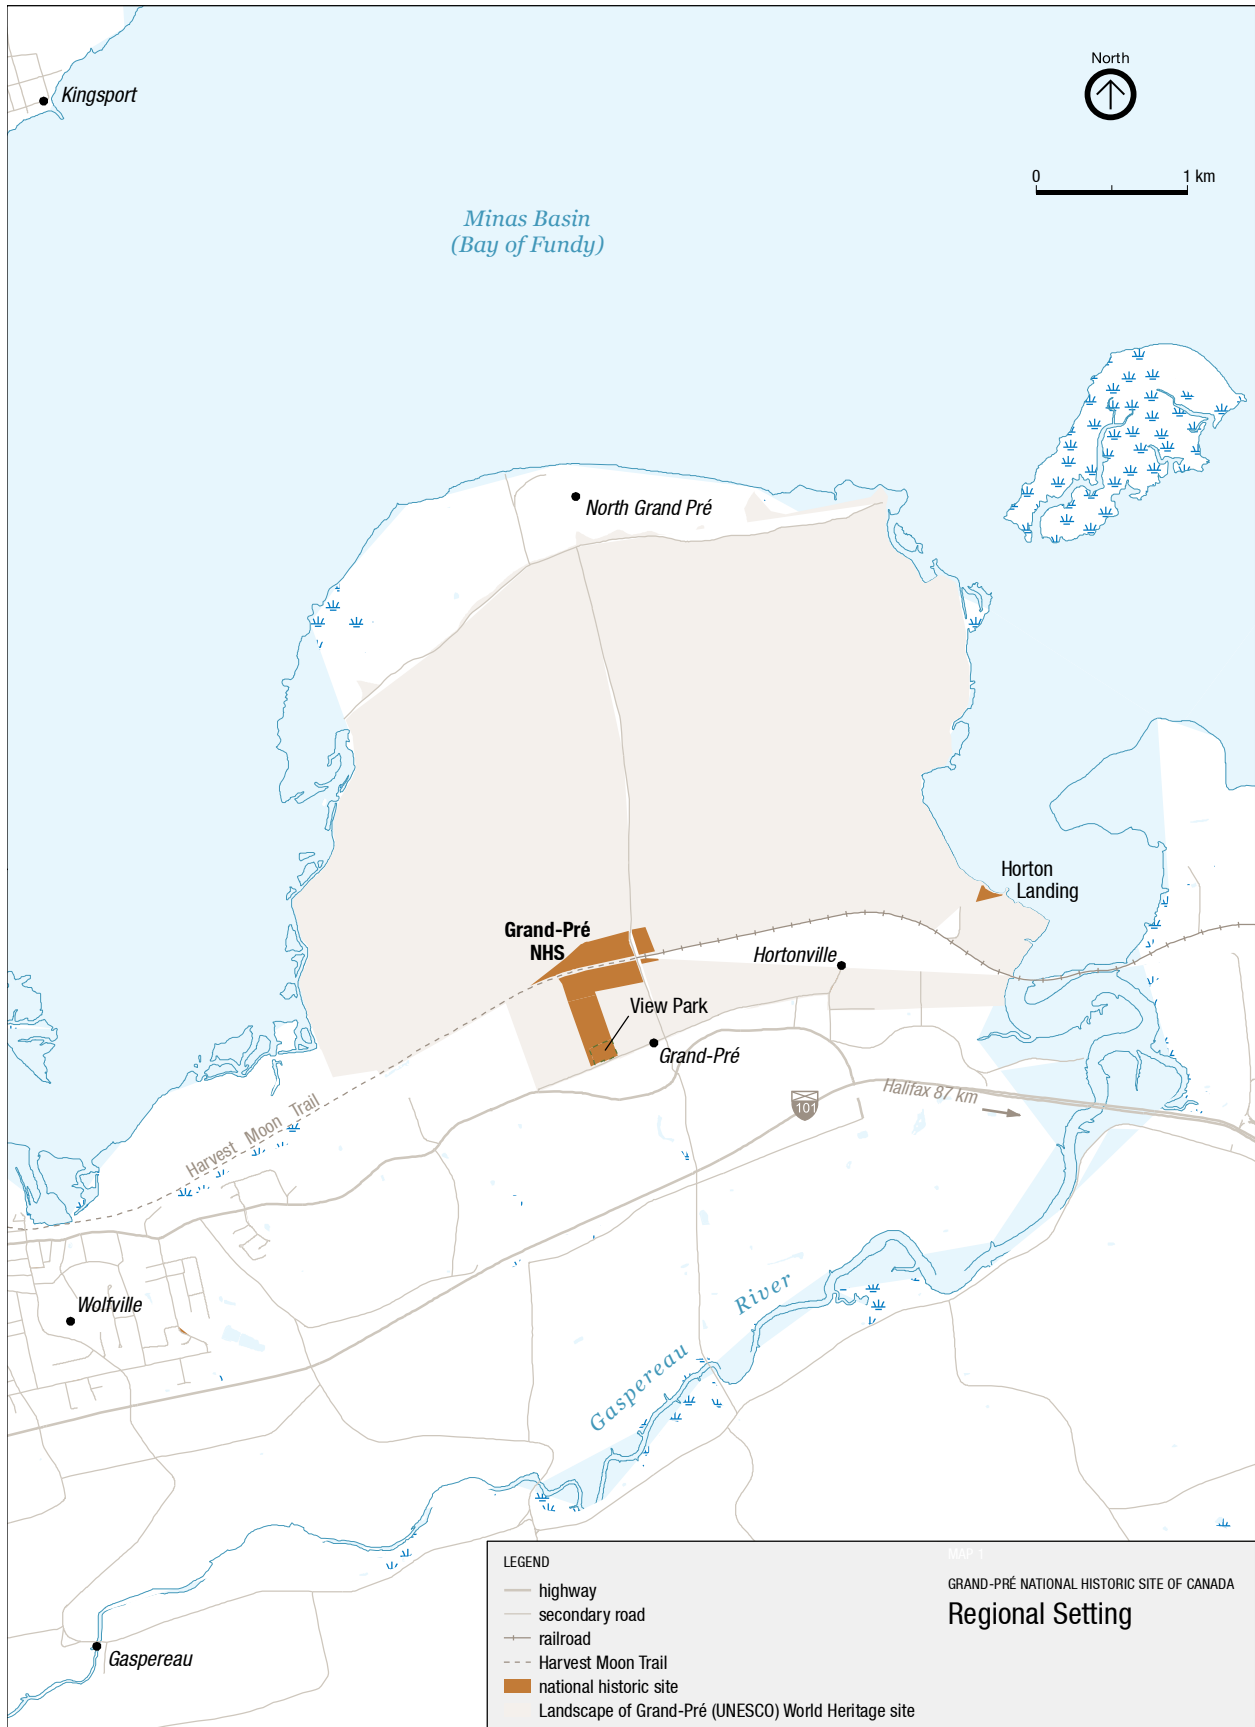 Kingsport
North
0 1 km
Minas Basin
(Bay of Fundy)
North Grand Pré
Horton
Landing
Grand-Pré
NHS
Hortonville
View Park
Grand-Pré
101
Halifax 87 km
Harvest Moon Trail
Wolfville
Gaspereau River
Gaspereau
LEGEND
highway
secondary road
railroad
Harvest Moon Trail
national historic site
Landscape of Grand-Pré (UNESCO) World Heritage site
MAP 1
GRAND-PRÉ NATIONAL HISTORIC SITE OF CANADA
Regional Setting